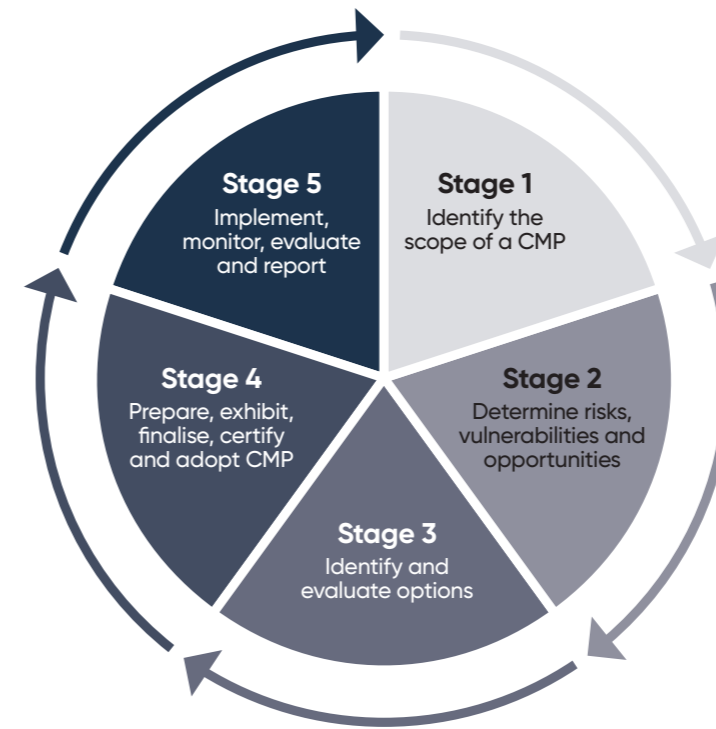 Stage 1
Identify the
scope of a CMP
Stage 2
Determine risks,
vulnerabilities and
opportunities
Stage 3
Identify and
evaluate options
Stage 4
Prepare, exhibit,
finalise, certify
and adopt CMP
Stage 5
Implement,
monitor, evaluate
and report